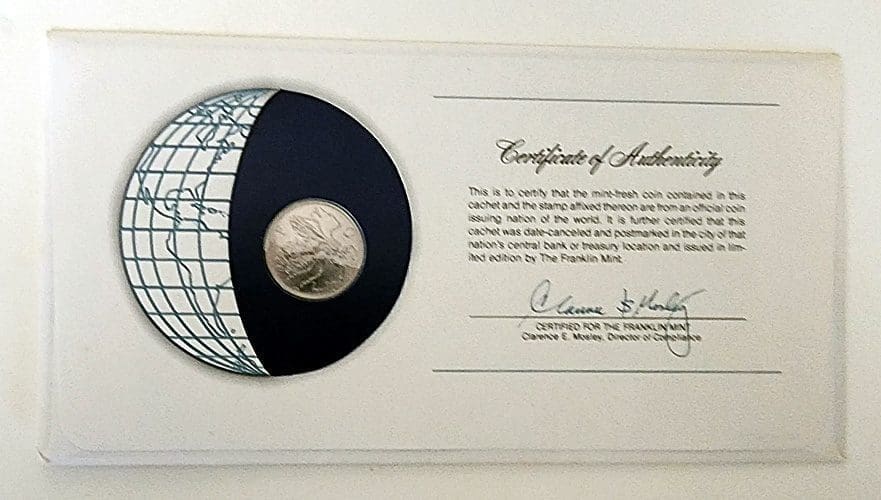 Certificate of Authenticity
This is to certify that the mint-fresh coin contained in this
cachet and the stamp affixed thereon are from an official coin
issuing nation of the world. It is further certified that this
cachet was date-canceled and postmarked in the city of that
nation's central bank or treasury location and issued in lim-
ited edition by The Franklin Mint.
CERTIFIED FOR THE FRANKLIN MINT
Clarence E. Mosley, Director of Compliance